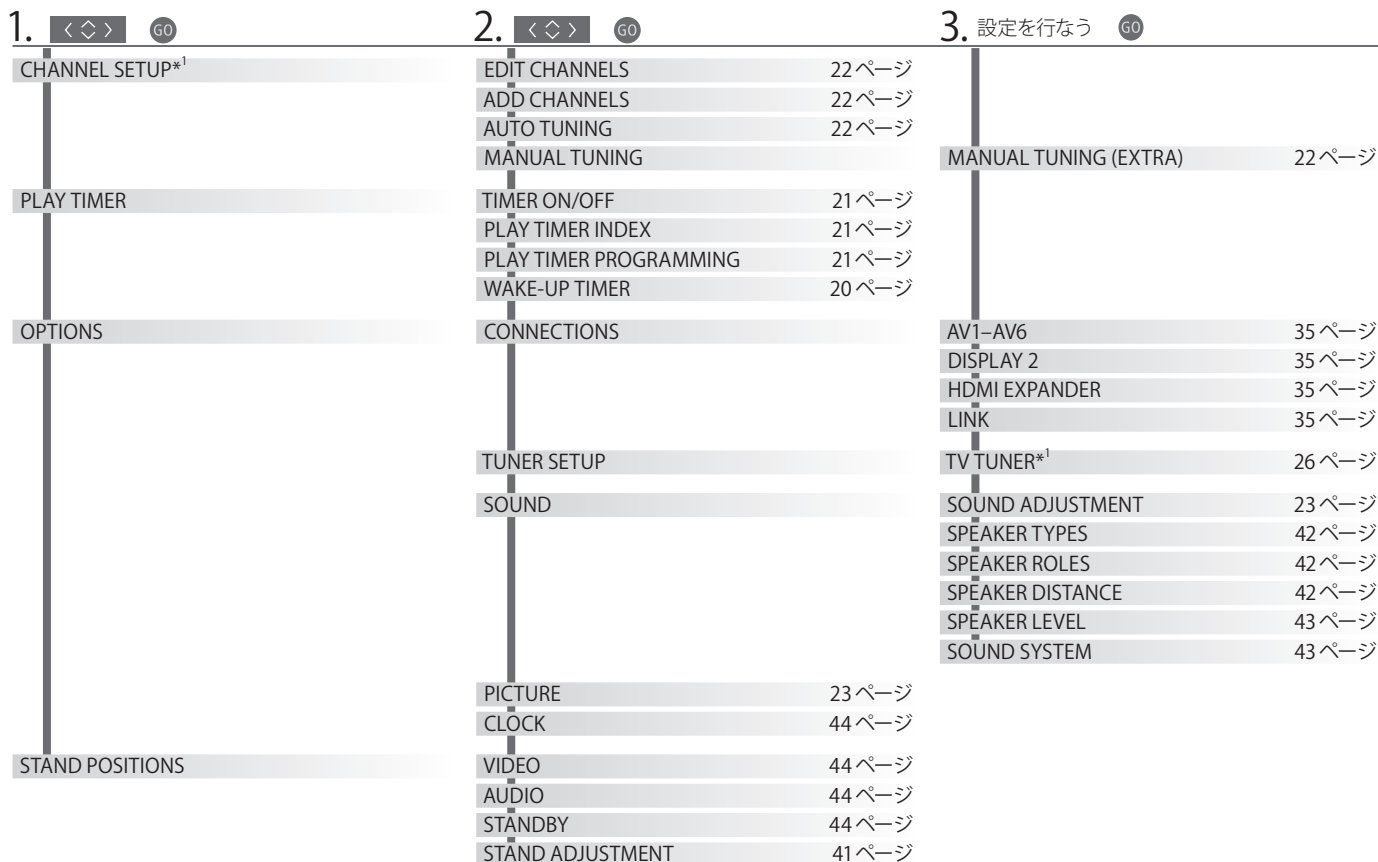 1. GO 2. GO 3. 設定を行なう GO
CHANNEL SETUP*1 EDIT CHANNELS 22ページ
ADD CHANNELS 22ページ
AUTO TUNING 22ページ
MANUAL TUNING MANUAL TUNING (EXTRA) 22ページ
PLAY TIMER TIMER ON/OFF 21ページ
PLAY TIMER INDEX 21ページ
PLAY TIMER PROGRAMMING 21ページ
WAKE-UP TIMER 20ページ
OPTIONS CONNECTIONS AV1–AV6 35ページ
DISPLAY 2 35ページ
HDMI EXPANDER 35ページ
LINK 35ページ
TUNER SETUP TV TUNER*1 26ページ
SOUND SOUND ADJUSTMENT 23ページ
SPEAKER TYPES 42ページ
SPEAKER ROLES 42ページ
SPEAKER DISTANCE 42ページ
SPEAKER LEVEL 43ページ
SOUND SYSTEM 43ページ
PICTURE 23ページ
CLOCK 44ページ
STAND POSITIONS VIDEO 44ページ
AUDIO 44ページ
STANDBY 44ページ
STAND ADJUSTMENT 41ページ